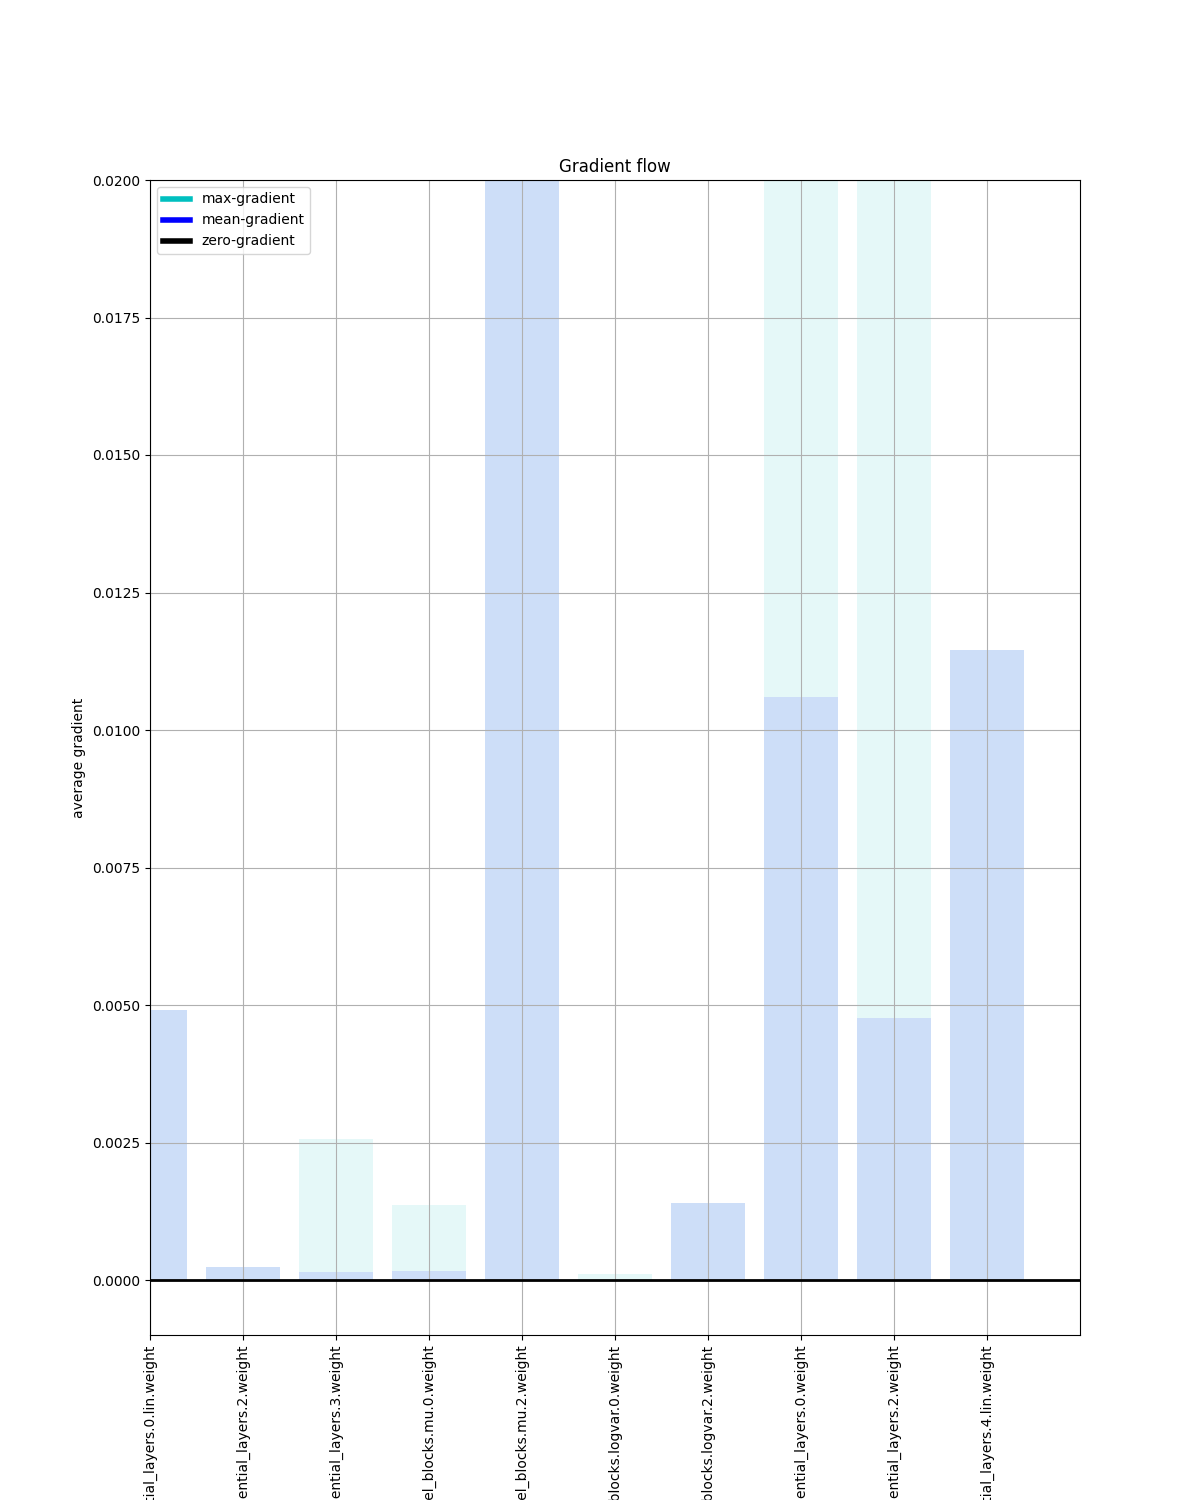 Gradient flow
max-gradient
mean-gradient
zero-gradient
0.0200
0.0175
0.0150
0.0125
0.0100
0.0075
0.0050
0.0025
0.0000
average gradient
tial_layers.0.lin.weight
ential_layers.2.weight
ential_layers.3.weight
el_blocks.mu.0.weight
el_blocks.mu.2.weight
blocks.logvar.0.weight
blocks.logvar.2.weight
ential_layers.0.weight
ential_layers.2.weight
tial_layers.4.lin.weight